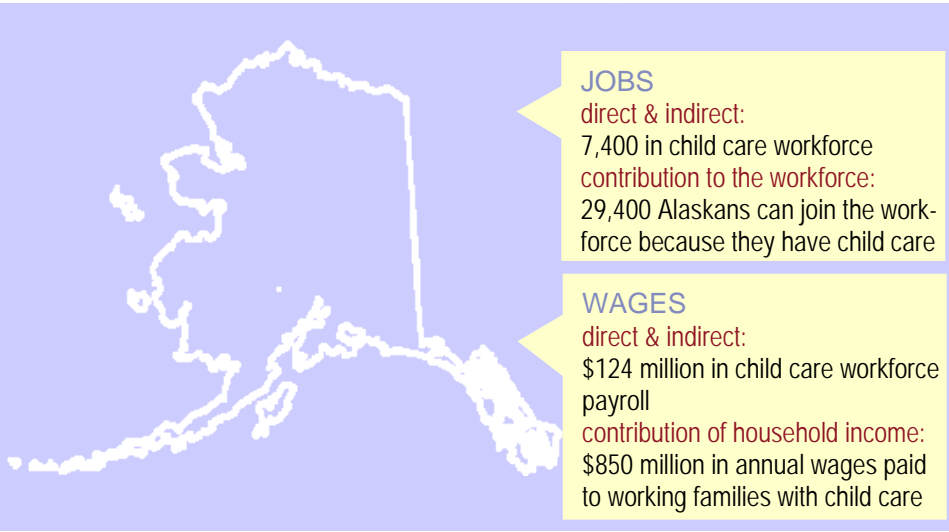 JOBS
direct & indirect:
7,400 in child care workforce
contribution to the workforce:
29,400 Alaskans can join the work-
force because they have child care
WAGES
direct & indirect:
$124 million in child care workforce
payroll
contribution of household income:
$850 million in annual wages paid
to working families with child care